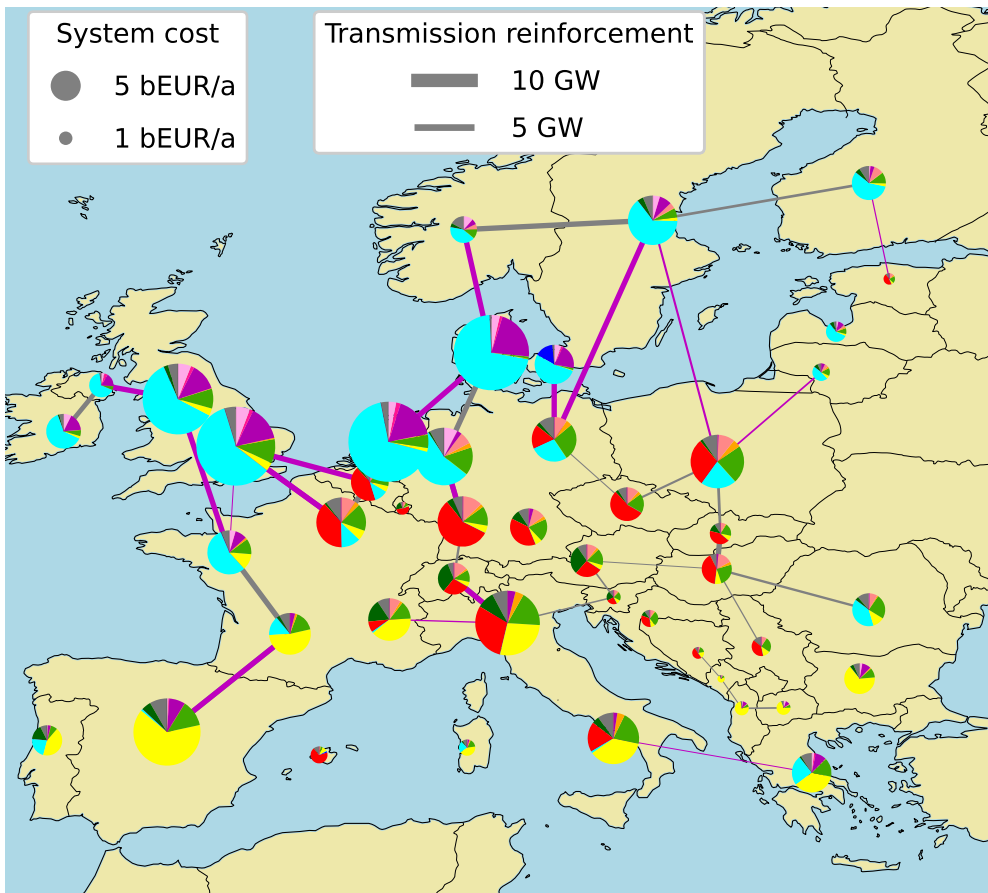 System cost
5 bEUR/a
1 bEUR/a
Transmission reinforcement
10 GW
5 GW